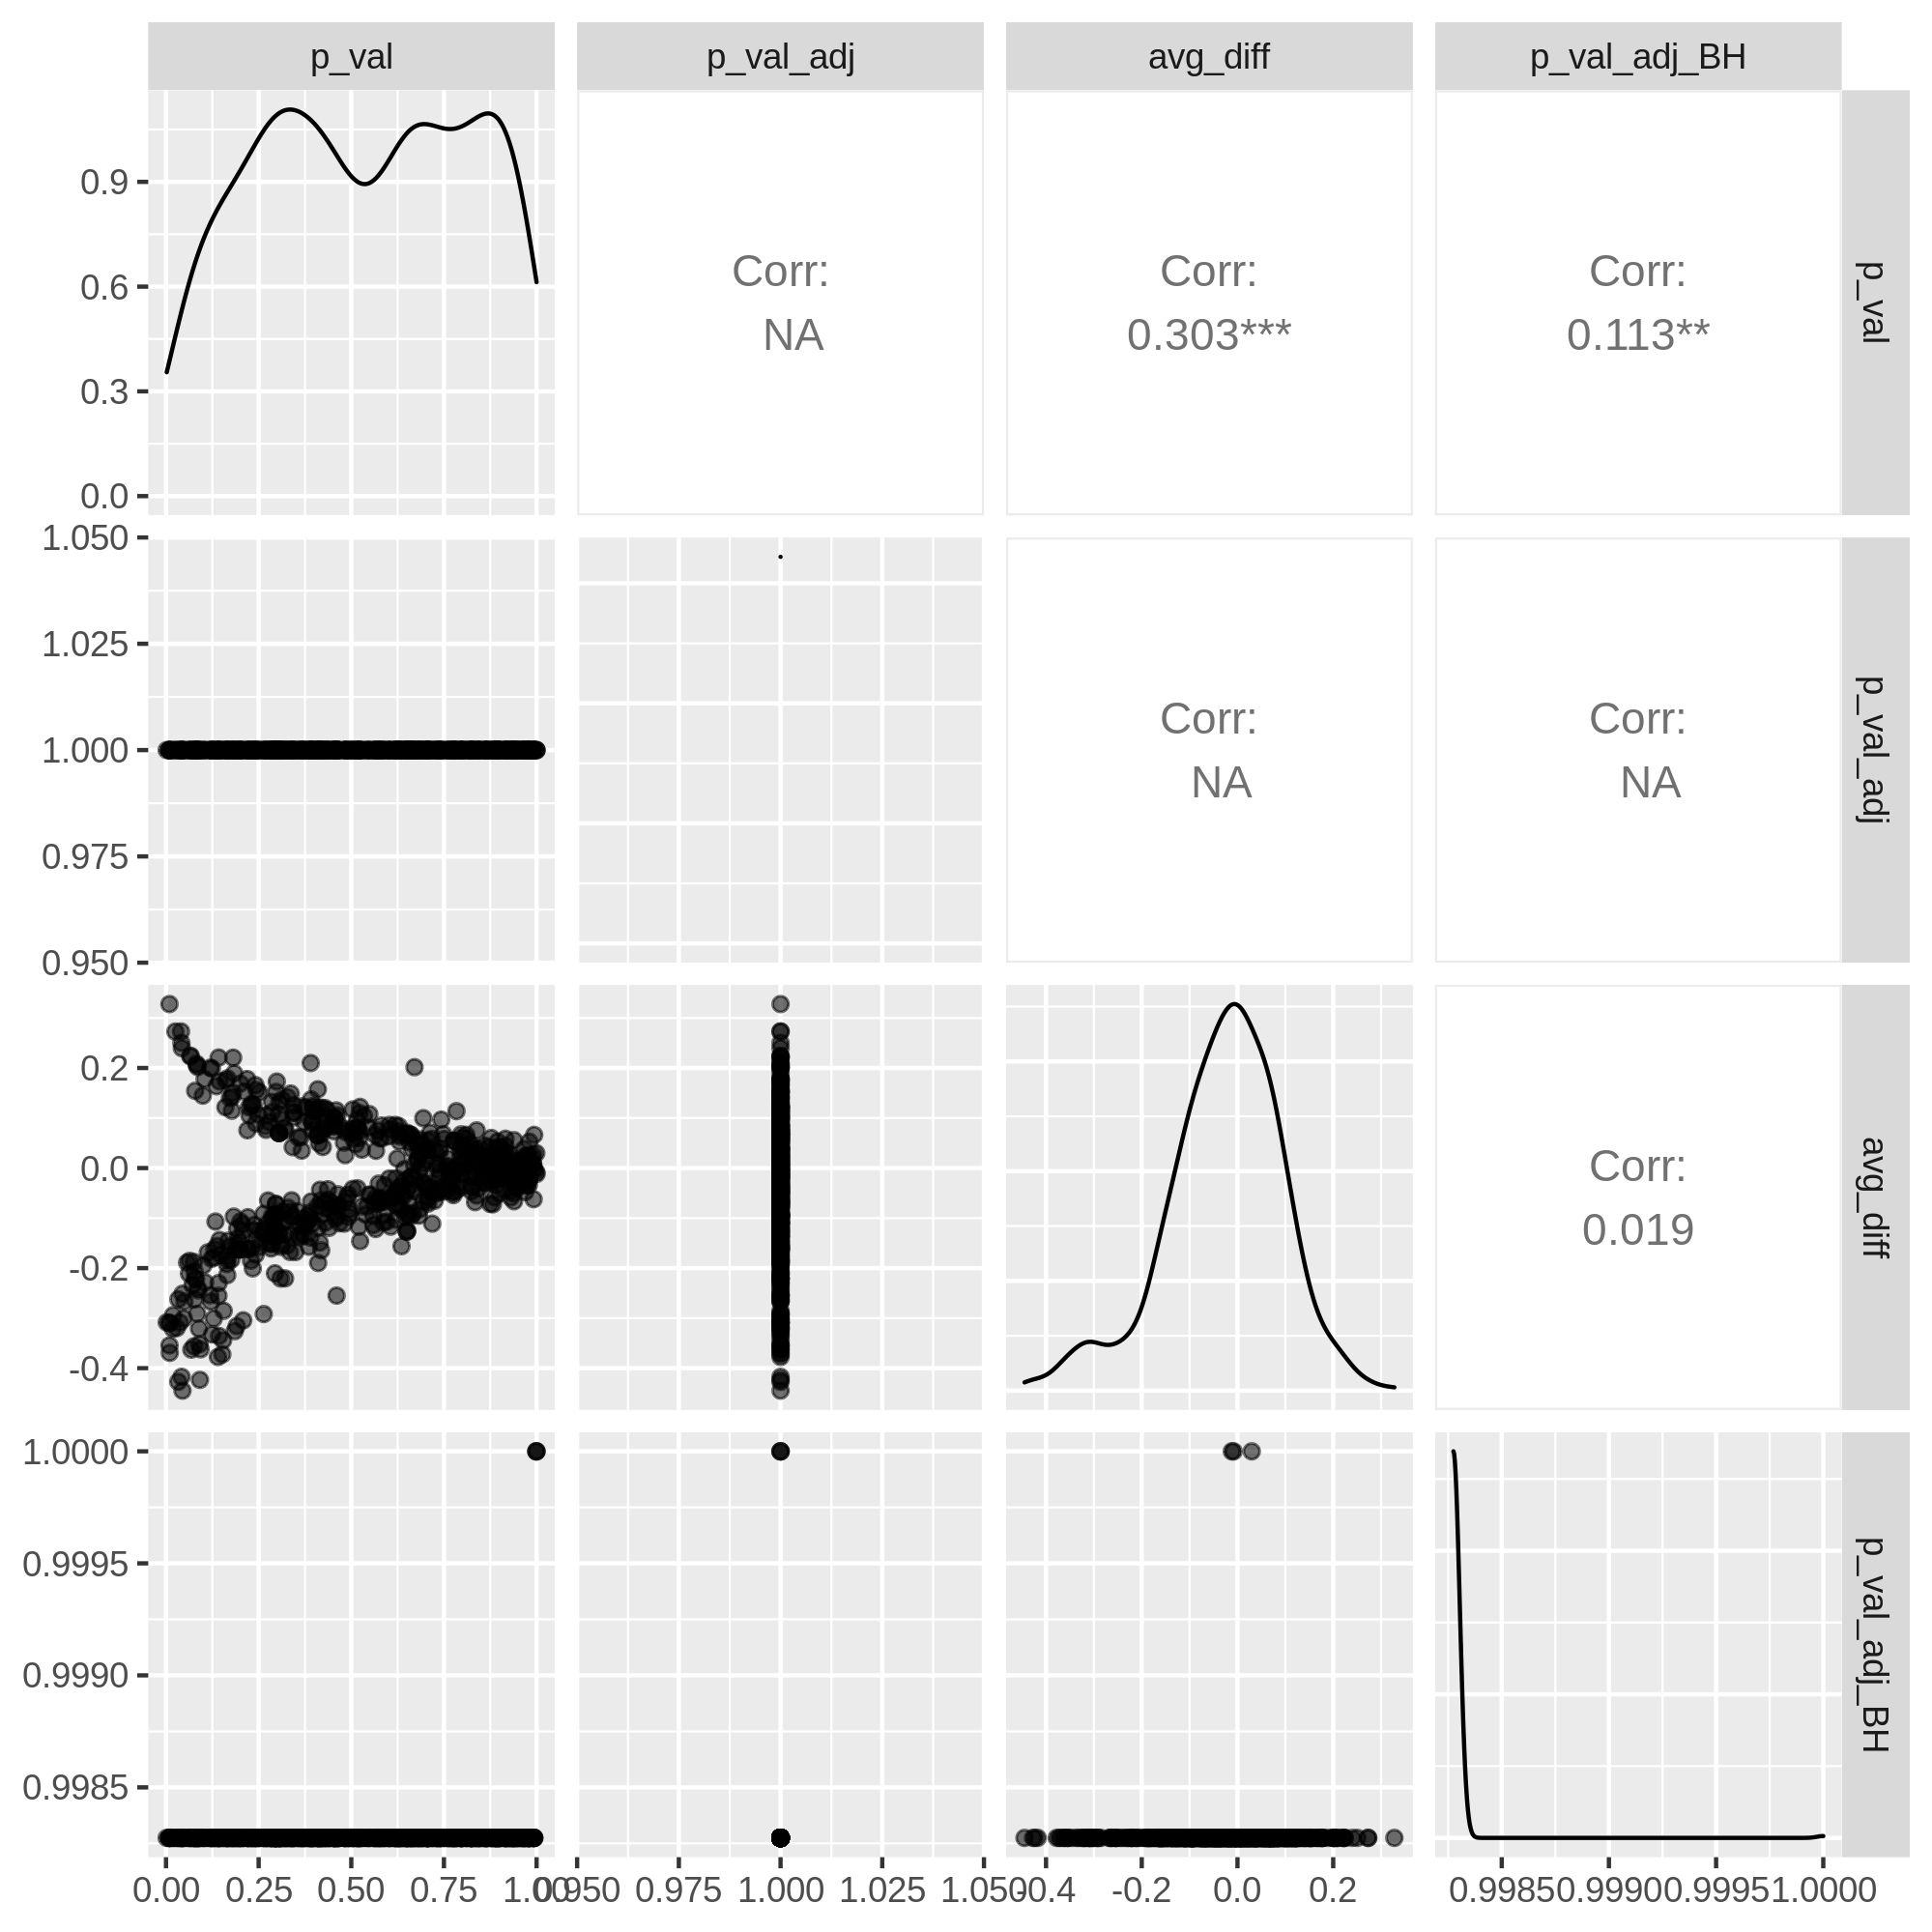 p_val
p_val_adj
avg_diff
p_val_adj_BH
0.9
0.6
0.3
0.0
Corr:
NA
Corr:
0.303***
Corr:
0.113**
p_val
1.050
1.025
1.000
0.975
0.950
Corr:
NA
Corr:
NA
p_val_adj
0.2
0.0
-0.2
-0.4
Corr:
0.019
avg_diff
1.0000
0.9995
0.9990
0.9985
p_val_adj_BH
0.00 0.25 0.50 0.75 1.00
0.950 0.975 1.000 1.025 1.050
-0.4 -0.2 0.0 0.2
0.9985 0.9990 0.9995 1.0000